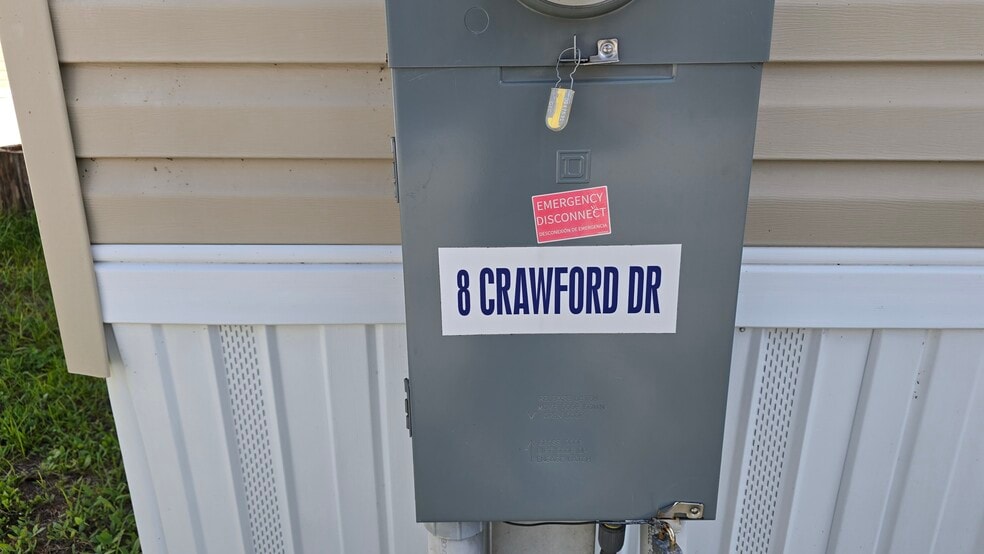 EMERGENCY
DISCONNECT
DESCONEXIÓN DE EMERGENCIA
8 CRAWFORD DR